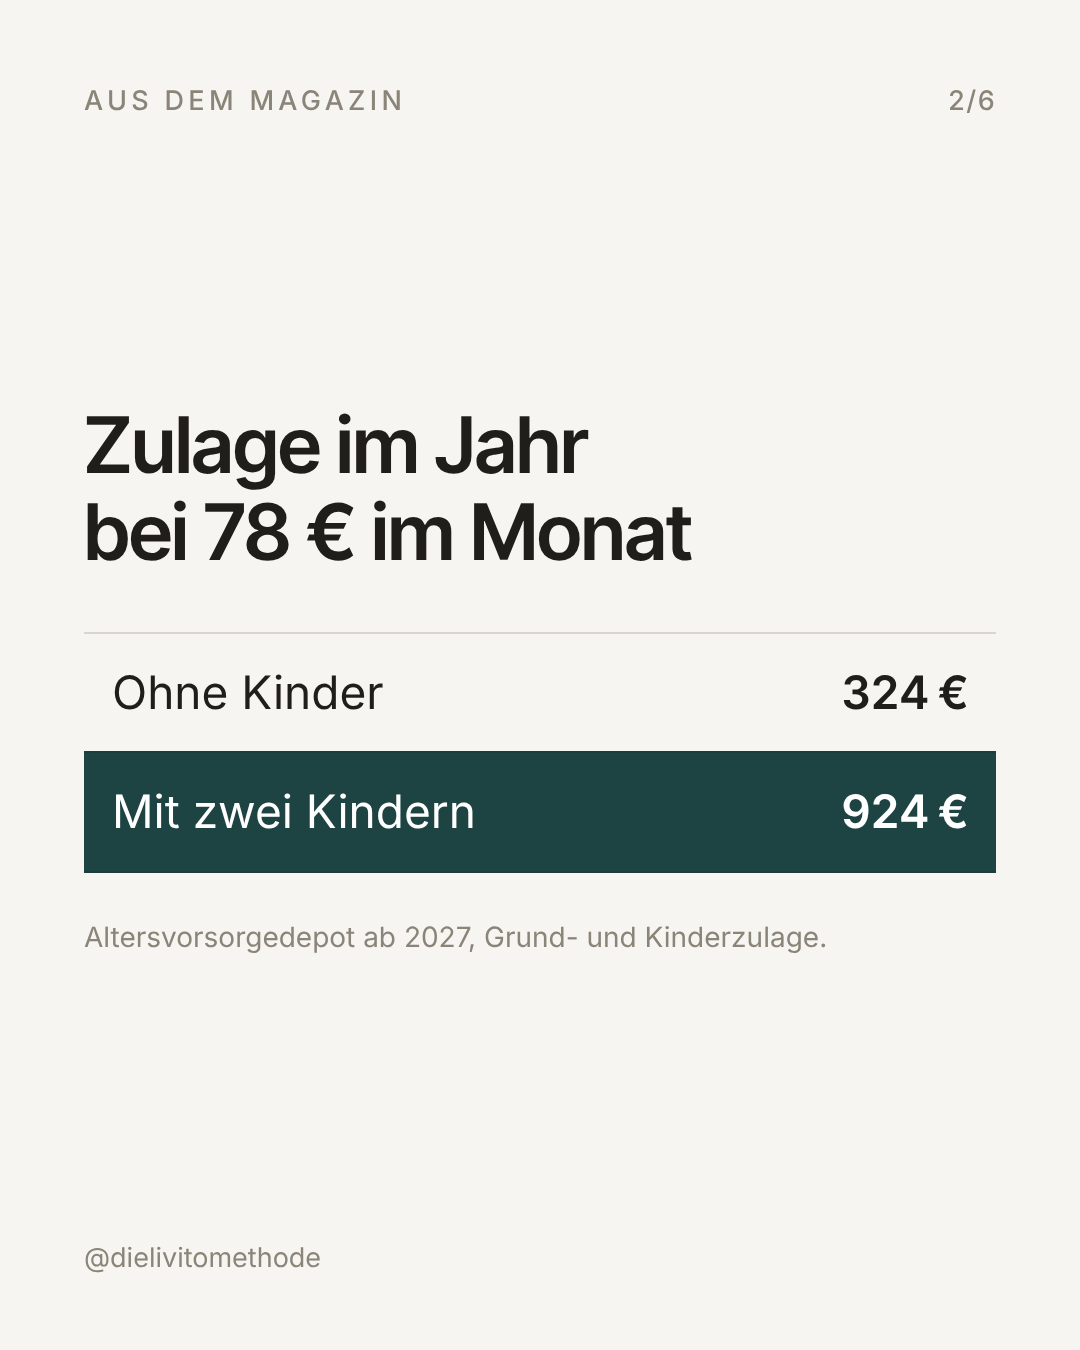 AUS DEM MAGAZIN
2/6
Zulage im Jahr
bei 78 € im Monat
Ohne Kinder 324 €
Mit zwei Kindern 924 €
Altersvorsorgedepot ab 2027, Grund- und Kinderzulage.
@dielivitomethode